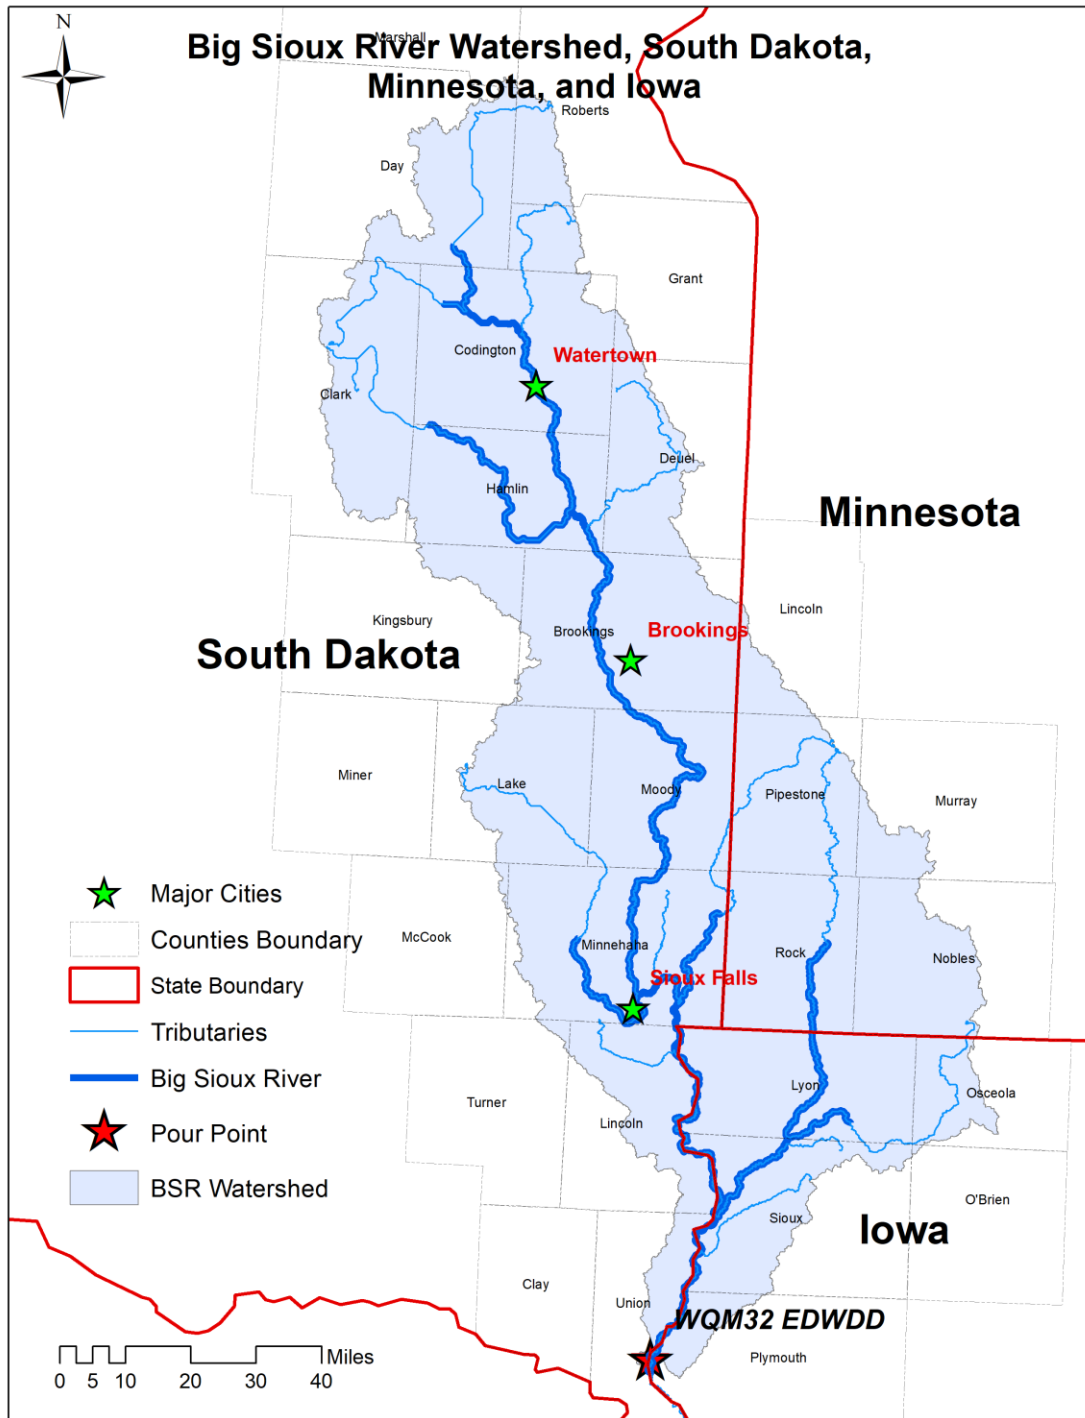 N
Marshall
Big Sioux River Watershed, South Dakota,
Minnesota, and Iowa
Roberts
Day
Grant
Codington
Watertown
Clark
Deuel
Hamlin
Minnesota
Lincoln
Kingsbury
Brookings
Brookings
South Dakota
Miner
Lake
Moody
Pipestone
Murray
Major Cities
Counties Boundary
McCook
Minnehaha
Rock
Nobles
State Boundary
Sioux Falls
Tributaries
Big Sioux River
Lyon
Osceola
Turner
Lincoln
Pour Point
BSR Watershed
O'Brien
Sioux
Iowa
Clay
Union
WQM32 EDWDD
Plymouth
Miles
0 5 10 20 30 40